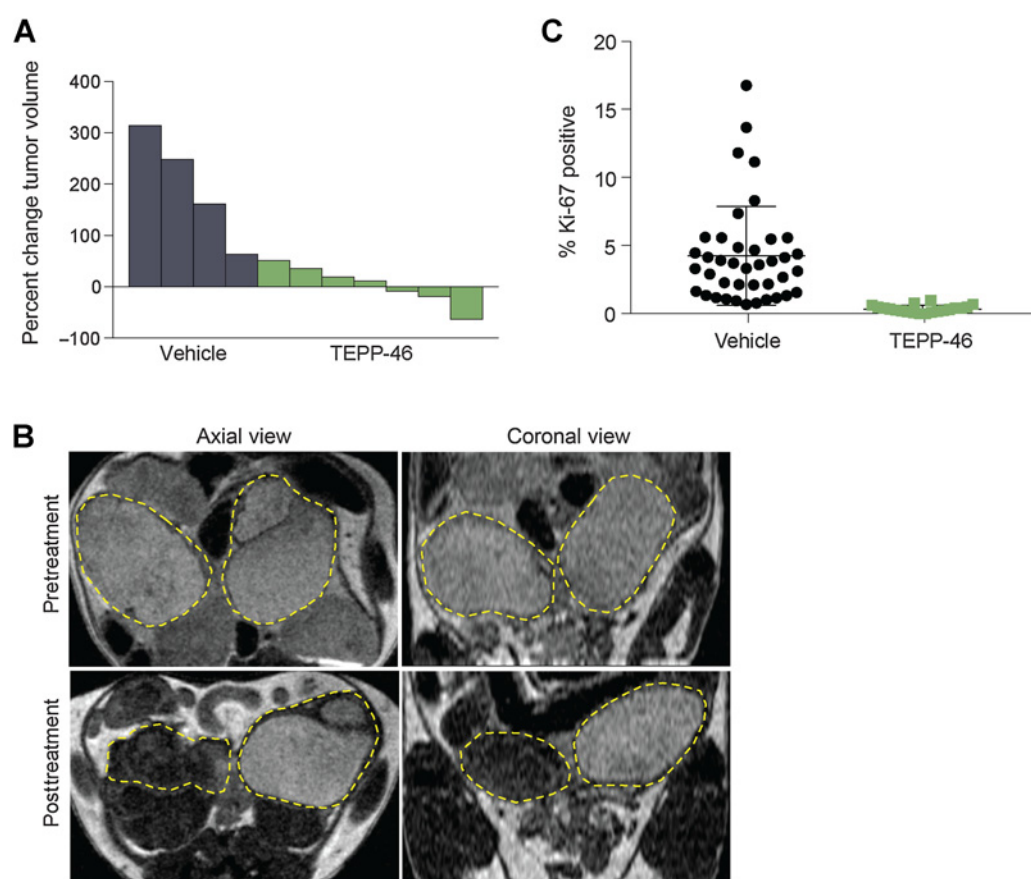 A
Percent change tumor volume
400
300
200
100
0
–100
Vehicle TEPP-46
C
% Ki-67 positive
20
15
10
5
0
Vehicle TEPP-46
B
Axial view Coronal view
Pretreatment
Posttreatment